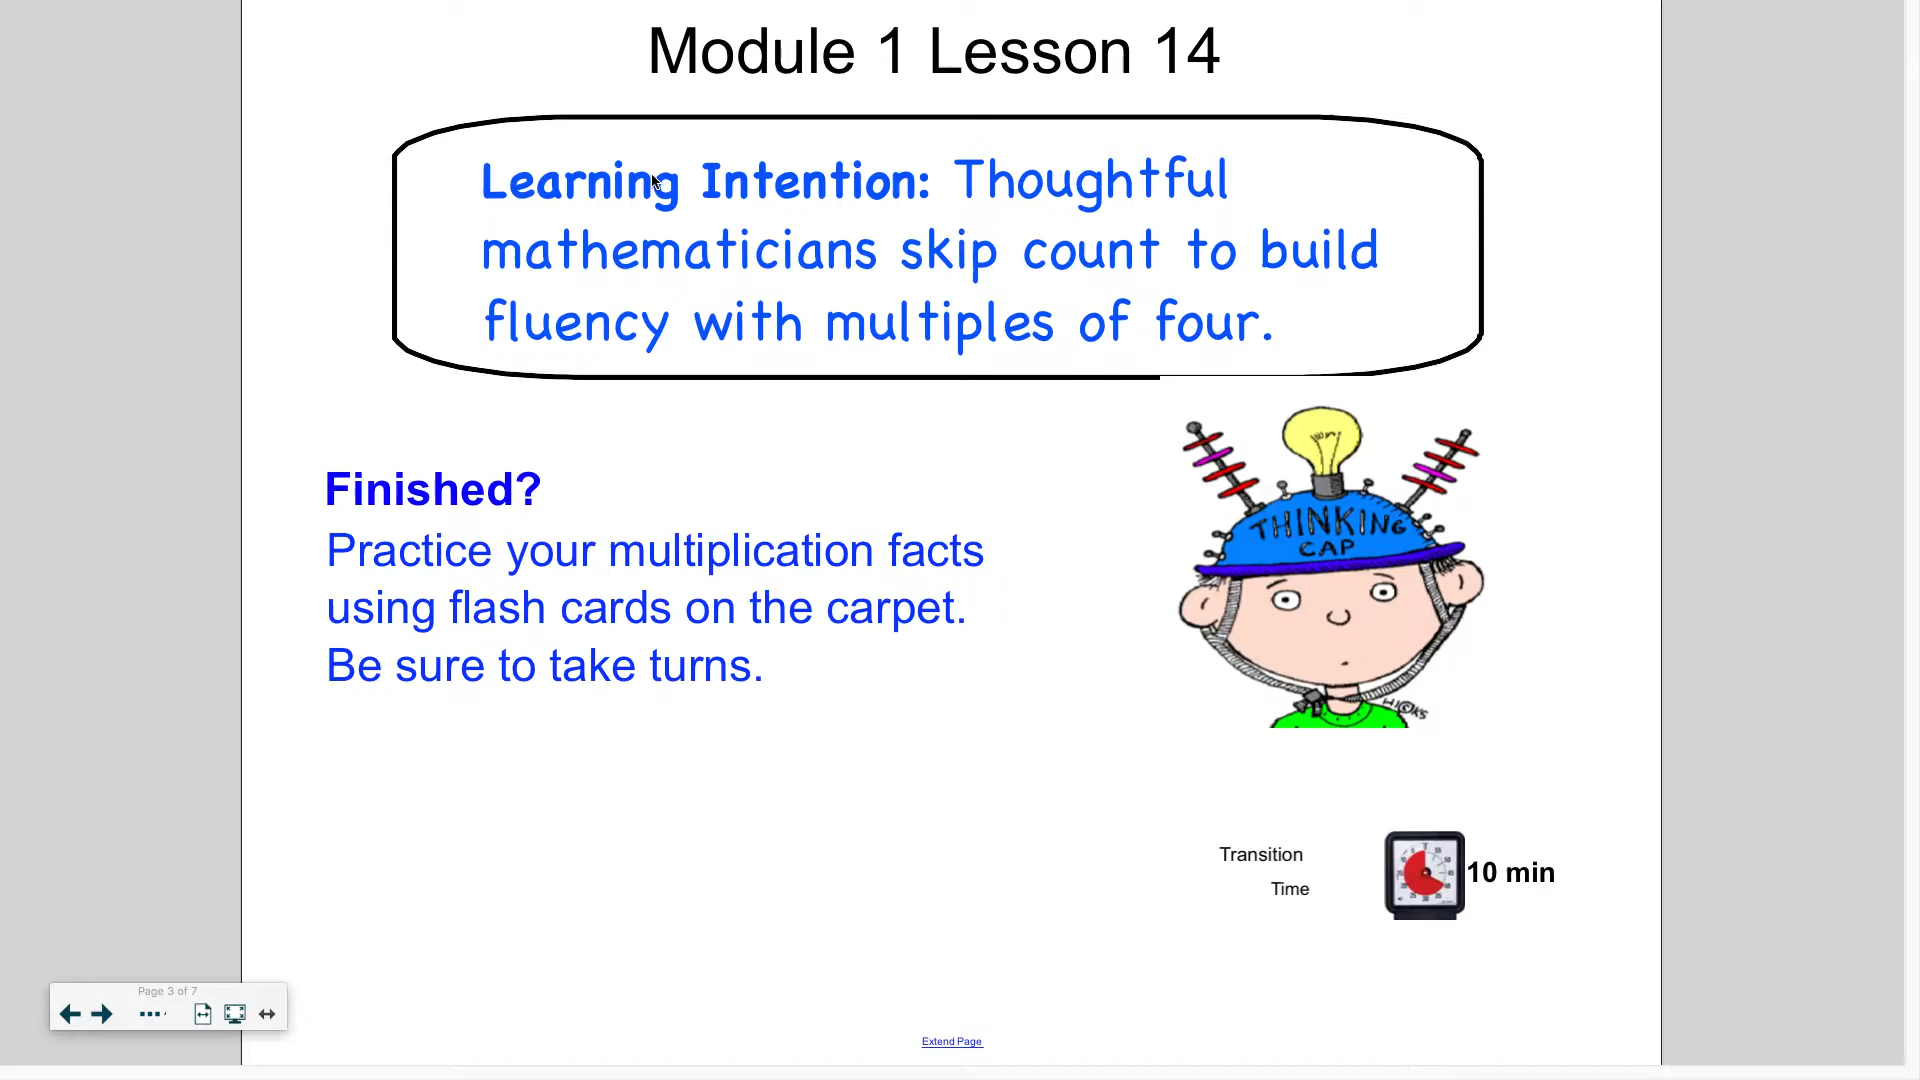 Module 1 Lesson 14
Learning Intention: Thoughtful
mathematicians skip count to build
fluency with multiples of four.
THINKING
CAP
Finished?
Practice your multiplication facts
using flash cards on the carpet.
Be sure to take turns.
Transition
Time
10 min
Page 3 of 7
Extend Page